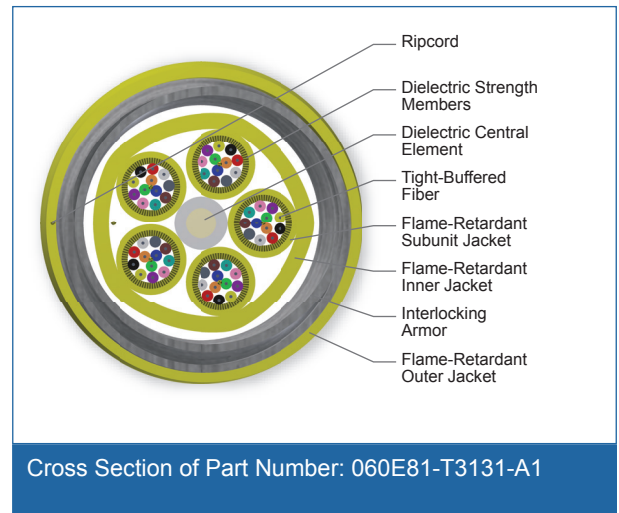 Ripcord
Dielectric Strength
Members
Dielectric Central
Element
Tight-Buffered
Fiber
Flame-Retardant
Subunit Jacket
Flame-Retardant
Inner Jacket
Interlocking
Armor
Flame-Retardant
Outer Jacket
Cross Section of Part Number: 060E81-T3131-A1